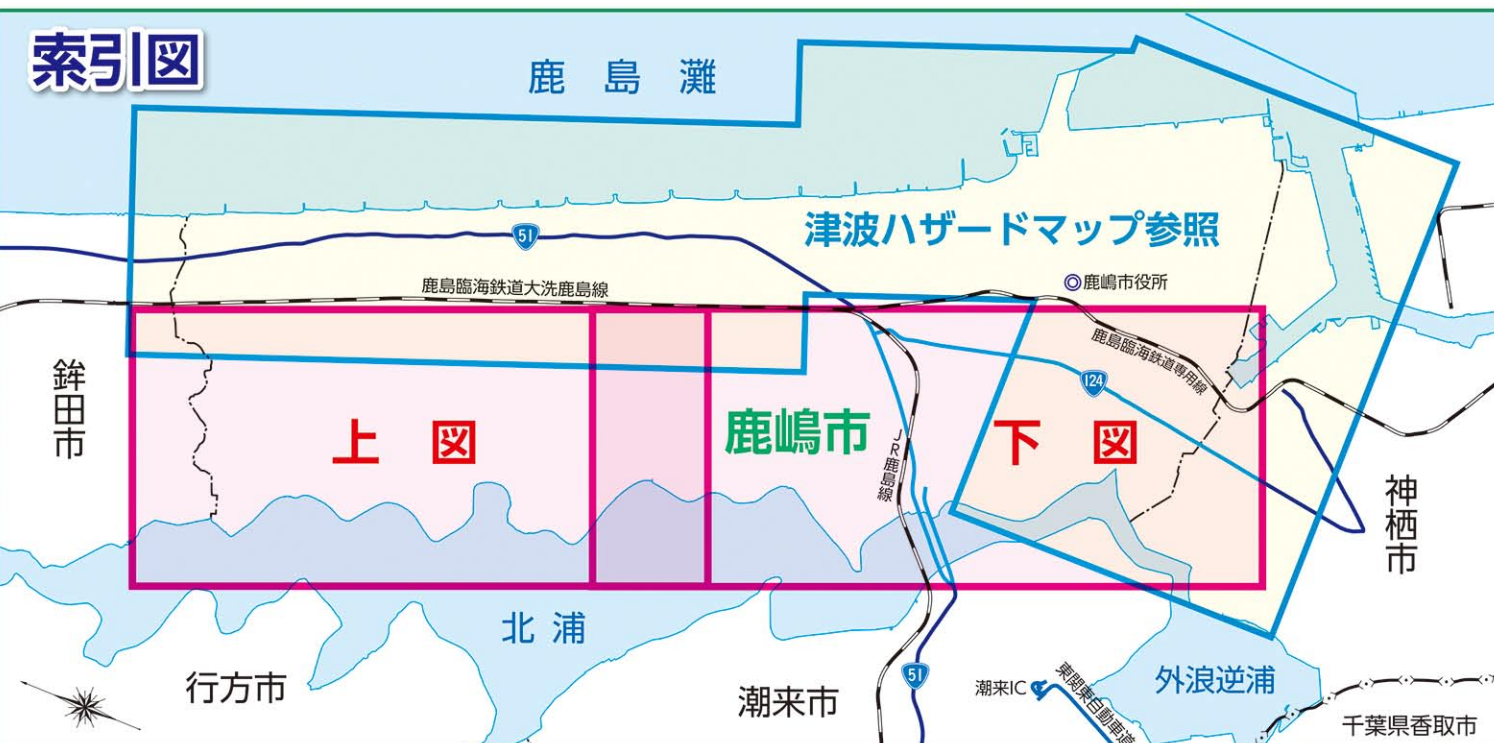 索引図
鹿島灘
51
津波ハザードマップ参照
鹿島臨海鉄道大洗鹿島線
鹿嶋市役所
鹿島臨海鉄道専用線
124
鉾田市
上図
鹿嶋市
下図
JR鹿島線
神栖市
北浦
行方市
潮来市
51
潮来IC
東関東自動車道
外浪逆浦
千葉県香取市